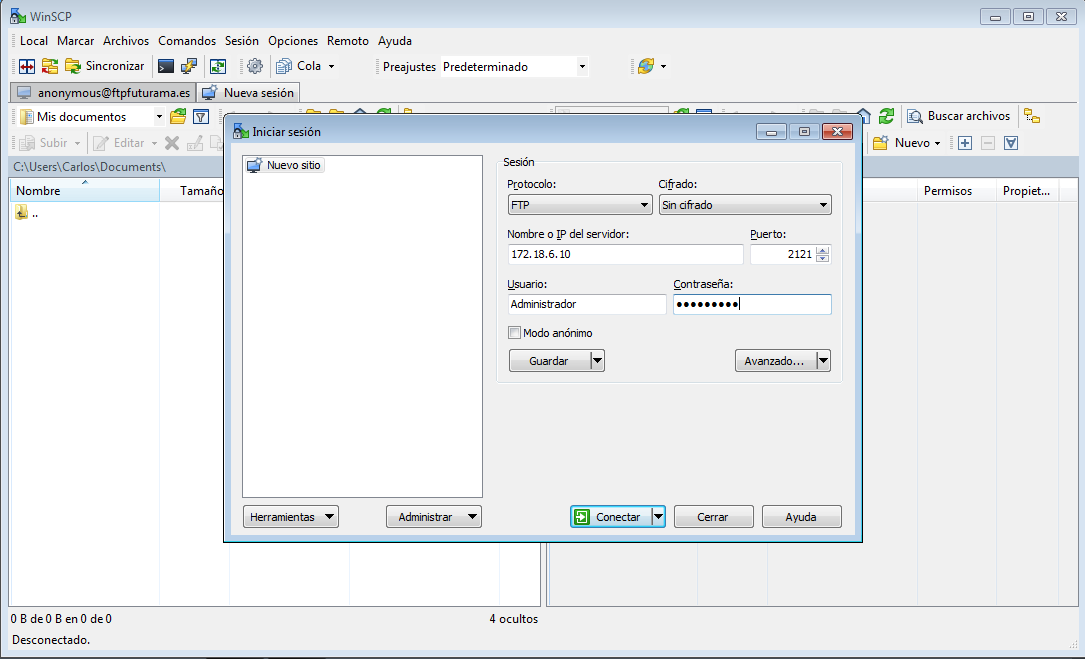 WinSCP
Local Marcar Archivos Comandos Sesión Opciones Remoto Ayuda
Sincronizar Cola Preajustes Predeterminado
anonymous@ftpfuturama.es Nueva sesión
Mis documentos Buscar archivos
Subir Editar Nuevo
C:\Users\Carlos\Documents\
Nombre Tamaño Permisos Propiet...
..
Iniciar sesión
Nuevo sitio
Sesión
Protocolo: Cifrado:
FTP Sin cifrado
Nombre o IP del servidor: Puerto:
172.18.6.10 2121
Usuario: Contraseña:
Administrador ●●●●●●●●●
Modo anónimo
Guardar Avanzado...
Herramientas Administrar Conectar Cerrar Ayuda
0 B de 0 B en 0 de 0 4 ocultos
Desconectado.